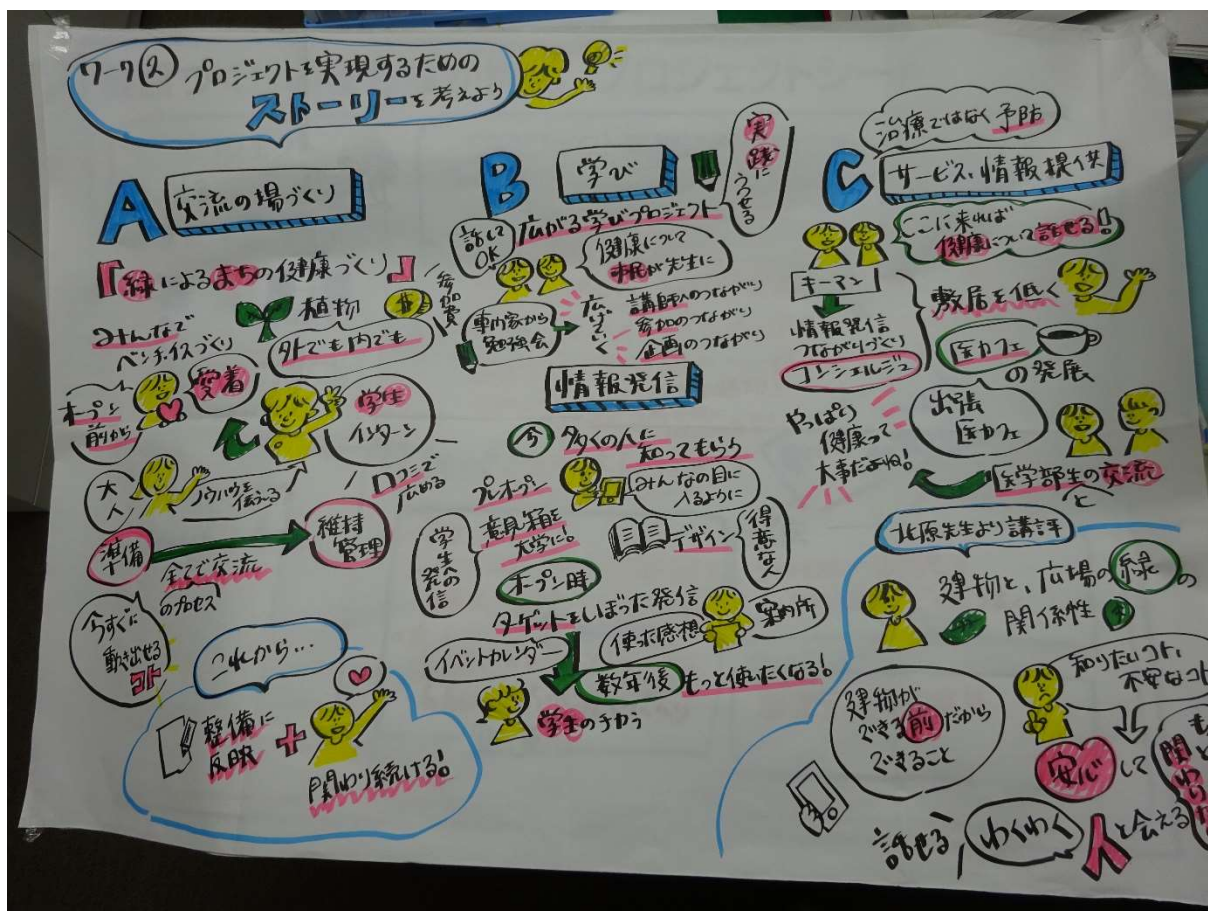 ワーク② プロジェクトを実現するための
ストーリーを考えよう
A 交流の場づくり
『緑によるまちの健康づくり』
植物
参加費
みんなで
ベンチ、イスづくり
外でも内でも
オープン
前から
愛着
学生
インターン
大人
ノウハウを伝える
口コミで
広める
準備
維持
管理
全てで交流
のプロセス
今すぐに
動き出せる
コト
これから…
整備に
反映
+
関わり続ける!
B 学び
実践に
うつせる
広がる学びプロジェクト
話して
OK
健康について
市民が先生に
専門家から
勉強会
広げていく
講師へのつながり
参加のつながり
企画のつながり
情報発信
今 多くの人に
知ってもらう
プレオープン
みんなの目に
入るように
意見箱を
大学に。
学生への
発信
デザイン
得意な人
オープン時
ターゲットをしぼった発信
使った感想
案内所
イベントカレンダー
数年後 もっと使いたくなる!
学生のチカラ
治療ではなく予防
C サービス、情報提供
ここに来れば
健康について話せる!
キーマン
情報発信
つながりづくり
コンシェルジュ
敷居を低く
医カフェ
の発展
出張
医カフェ
やっぱり
健康って
大事だよね!
医学部生の交流
と
北原先生より講評
建物と、広場の緑の
関係性
知りたいコト、
不安なコト
建物が
できる前だから
できること
安心して
話せる
わくわく
人と会える
も
関わり